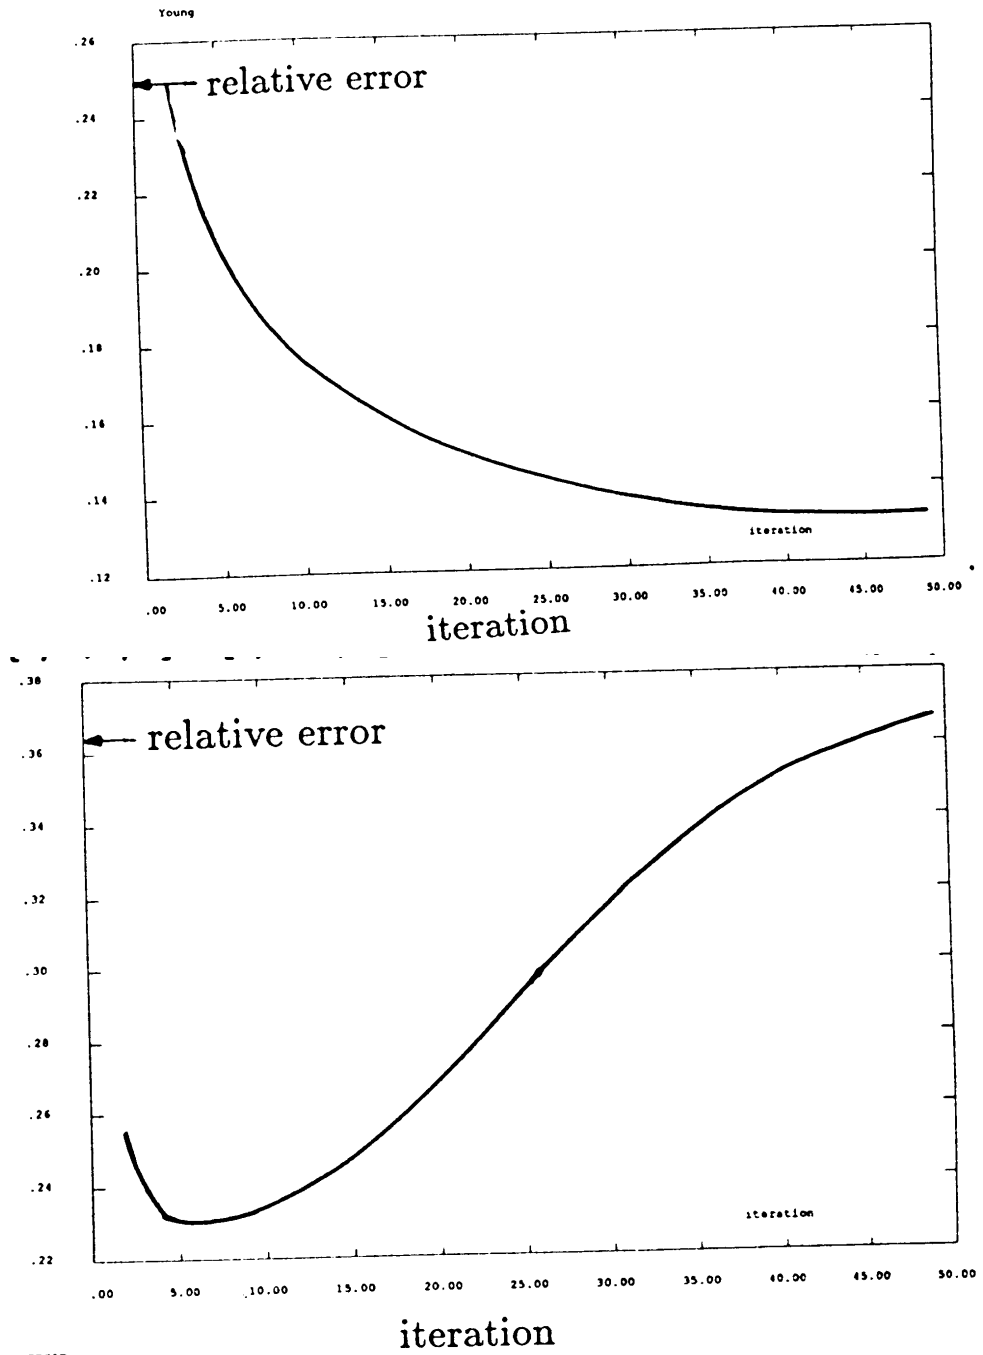 Young
.26
relative error
.24
.22
.20
.18
.16
.14
iteration
.12
.00 5.00 10.00 15.00 20.00 25.00 30.00 35.00 40.00 45.00 50.00
iteration
.38
relative error
.36
.34
.32
.30
.28
.26
.24
iteration
.22
.00 5.00 10.00 15.00 20.00 25.00 30.00 35.00 40.00 45.00 50.00
iteration